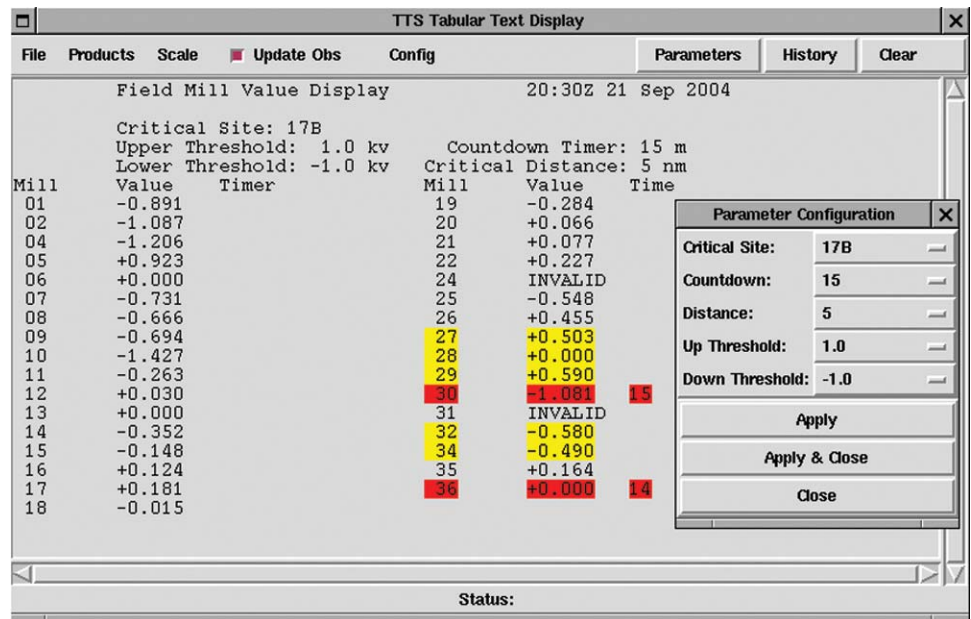 TTS Tabular Text Display
File Products Scale Update Obs Config Parameters History Clear
Field Mill Value Display 20:30Z 21 Sep 2004
Critical Site: 17B
Upper Threshold: 1.0 kv Countdown Timer: 15 m
Lower Threshold: -1.0 kv Critical Distance: 5 nm
Mill Value Timer Mill Value Time
01 -0.891 19 -0.284
02 -1.087 20 +0.066
04 -1.206 21 +0.077
05 +0.923 22 +0.227
06 +0.000 24 INVALID
07 -0.731 25 -0.548
08 -0.666 26 +0.455
09 -0.694 27 +0.503
10 -1.427 28 +0.000
11 -0.263 29 +0.590
12 +0.030 30 -1.081 15
13 +0.000 31 INVALID
14 -0.352 32 -0.580
15 -0.148 34 -0.490
16 +0.124 35 +0.164
17 +0.181 36 +0.000 14
18 -0.015
Parameter Configuration
Critical Site: 17B
Countdown: 15
Distance: 5
Up Threshold: 1.0
Down Threshold: -1.0
Apply
Apply & Close
Close
Status: